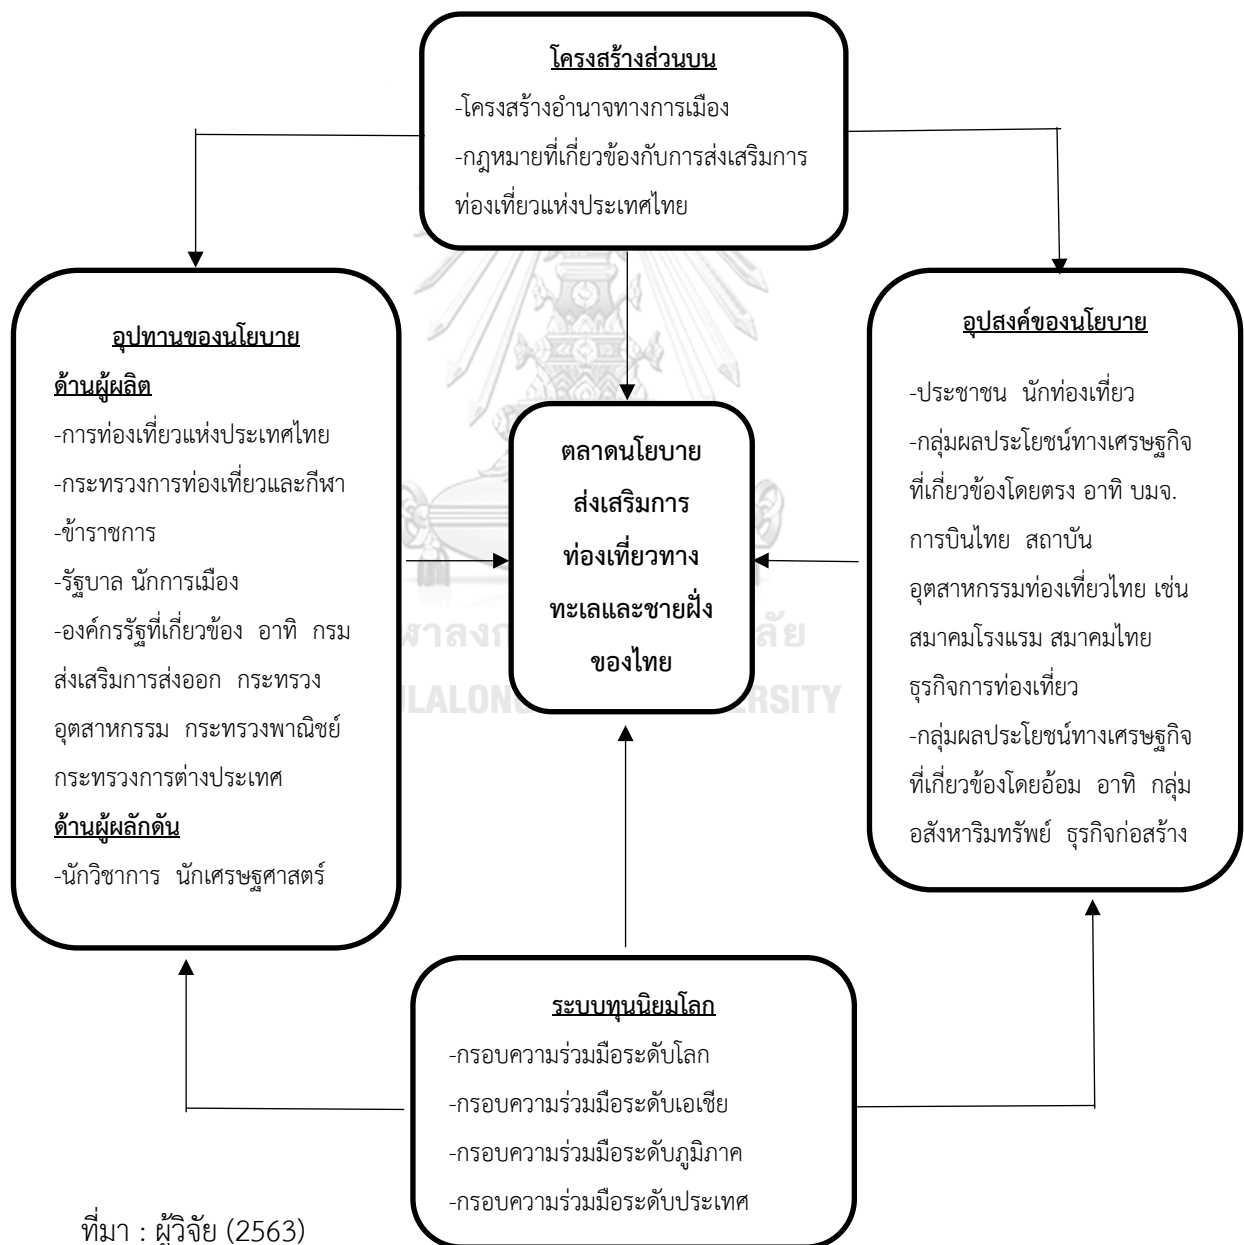 โครงสร้างส่วนบน
-โครงสร้างอำนาจทางการเมือง
-กฎหมายที่เกี่ยวข้องกับการส่งเสริมการ
ท่องเที่ยวแห่งประเทศไทย
อุปทานของนโยบาย
ด้านผู้ผลิต
-การท่องเที่ยวแห่งประเทศไทย
-กระทรวงการท่องเที่ยวและกีฬา
-ข้าราชการ
-รัฐบาล นักการเมือง
-องค์กรรัฐที่เกี่ยวข้อง อาทิ กรม
ส่งเสริมการส่งออก กระทรวง
อุตสาหกรรม กระทรวงพาณิชย์
กระทรวงการต่างประเทศ
ด้านผู้ผลักดัน
-นักวิชาการ นักเศรษฐศาสตร์
ตลาดนโยบาย
ส่งเสริมการ
ท่องเที่ยวทาง
ทะเลและชายฝั่ง
ของไทย
อุปสงค์ของนโยบาย
-ประชาชน นักท่องเที่ยว
-กลุ่มผลประโยชน์ทางเศรษฐกิจ
ที่เกี่ยวข้องโดยตรง อาทิ บมจ.
การบินไทย สถาบัน
อุตสาหกรรมท่องเที่ยวไทย เช่น
สมาคมโรงแรม สมาคมไทย
ธุรกิจการท่องเที่ยว
-กลุ่มผลประโยชน์ทางเศรษฐกิจ
ที่เกี่ยวข้องโดยอ้อม อาทิ กลุ่ม
อสังหาริมทรัพย์ ธุรกิจก่อสร้าง
ระบบทุนนิยมโลก
-กรอบความร่วมมือระดับโลก
-กรอบความร่วมมือระดับเอเชีย
-กรอบความร่วมมือระดับภูมิภาค
-กรอบความร่วมมือระดับประเทศ
ที่มา : ผู้วิจัย (2563)